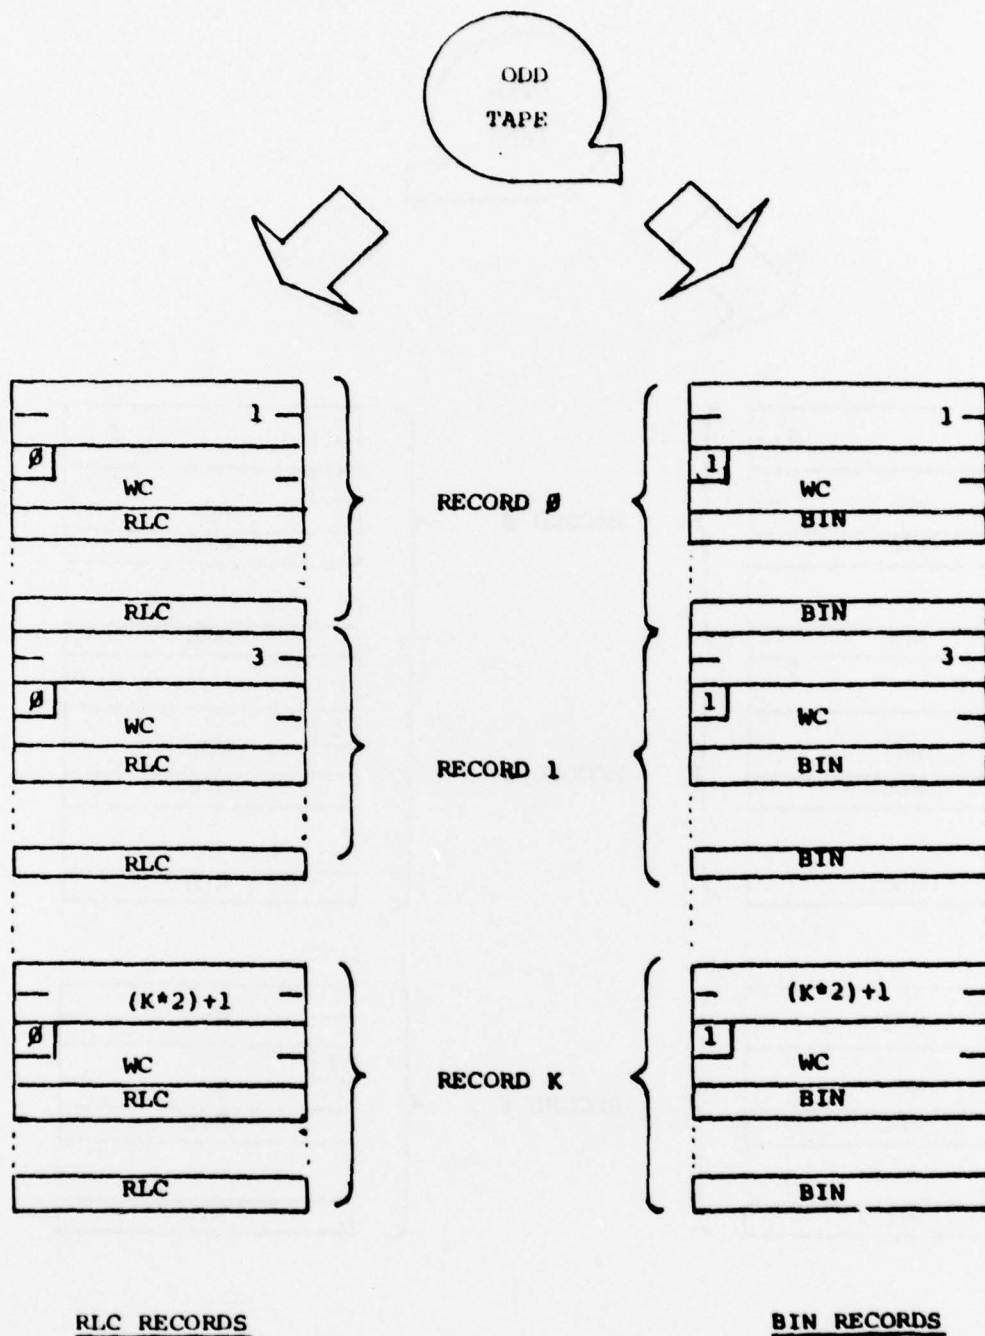 ODD
TAPE
1
Ø
WC
RLC
RLC
3
Ø
WC
RLC
RLC
(K*2)+1
Ø
WC
RLC
RLC
RECORD Ø
RECORD 1
RECORD K
1
1
WC
BIN
BIN
3
1
WC
BIN
BIN
(K*2)+1
1
WC
BIN
BIN
RLC RECORDS
BIN RECORDS